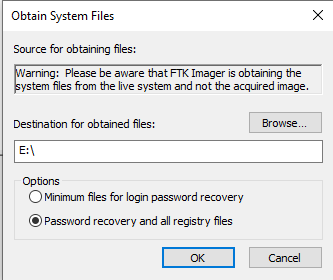 Obtain System Files
Source for obtaining files:
Warning:  Please be aware that FTK Imager is obtaining the
system files from the live system and not the acquired image.
Destination for obtained files:
Browse...
E:\
Options
Minimum files for login password recovery
Password recovery and all registry files
OK
Cancel